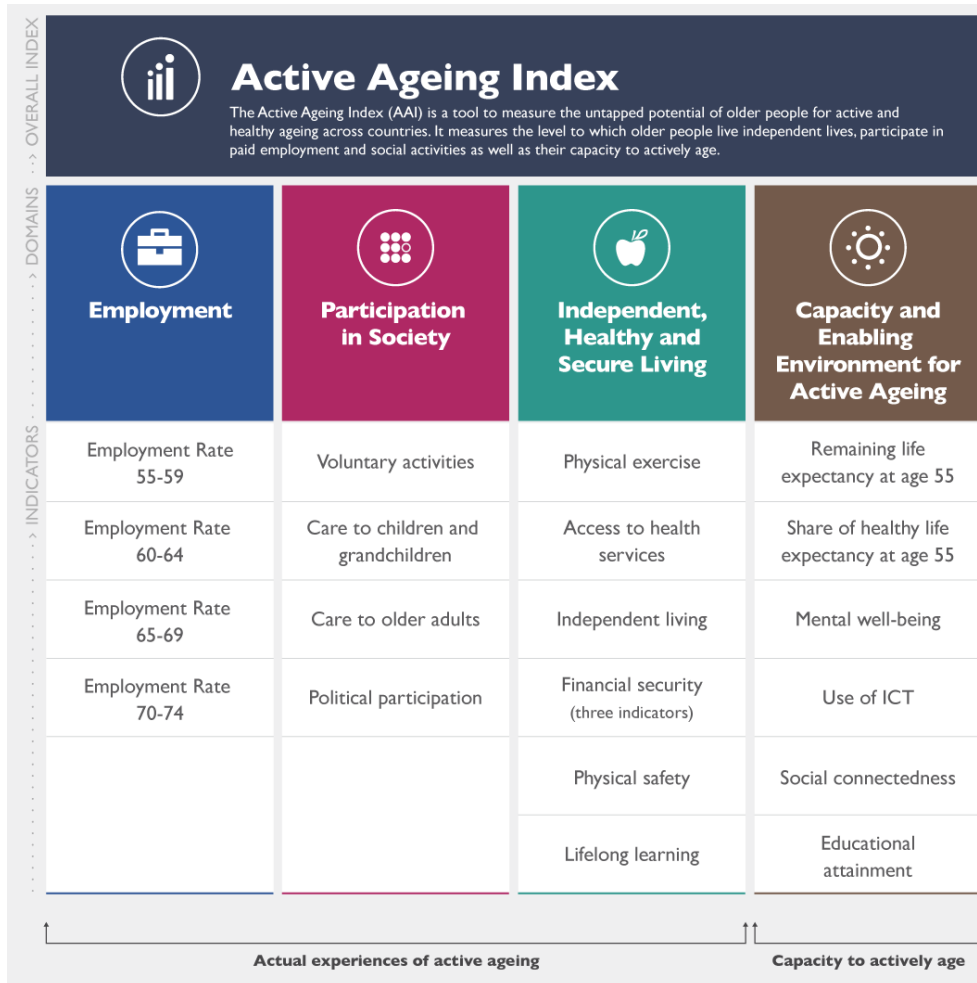 Active Ageing Index
The Active Ageing Index (AAI) is a tool to measure the untapped potential of older people for active and
healthy ageing across countries. It measures the level to which older people live independent lives, participate in
paid employment and social activities as well as their capacity to actively age.
OVERALL INDEX
DOMAINS
INDICATORS
Employment
Employment Rate
55-59
Employment Rate
60-64
Employment Rate
65-69
Employment Rate
70-74
Participation
in Society
Voluntary activities
Care to children and
grandchildren
Care to older adults
Political participation
Independent,
Healthy and
Secure Living
Physical exercise
Access to health
services
Independent living
Financial security
(three indicators)
Physical safety
Lifelong learning
Capacity and
Enabling
Environment for
Active Ageing
Remaining life
expectancy at age 55
Share of healthy life
expectancy at age 55
Mental well-being
Use of ICT
Social connectedness
Educational
attainment
Actual experiences of active ageing
Capacity to actively age